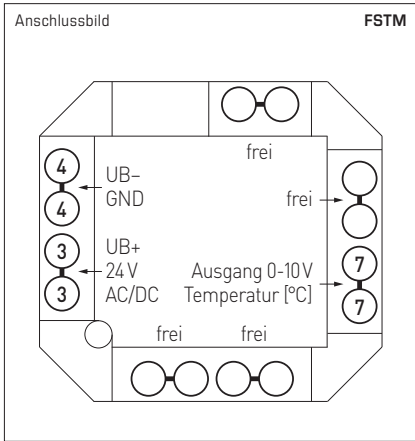 Anschlussbild FSTM
frei
4
4
UB–
GND
frei
3
3
UB+
24 V
AC/DC
Ausgang 0-10 V
Temperatur [°C]
7
7
frei frei